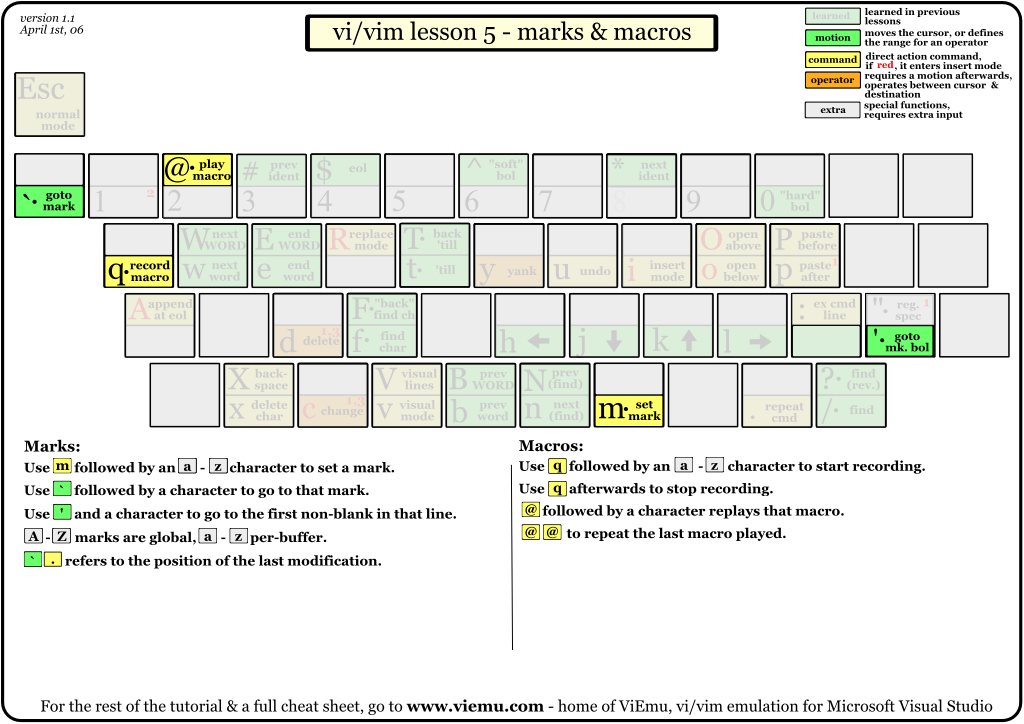 version 1.1
April 1st, 06
vi/vim lesson 5 - marks & macros
learned
learned in previous
lessons
motion
moves the cursor, or defines
the range for an operator
command
direct action command,
if red, it enters insert mode
operator
requires a motion afterwards,
operates between cursor &
destination
extra
special functions,
requires extra input
Esc
normal
mode
@· play
macro
# prev
ident
$ eol
^ "soft"
bol
* next
ident
`· goto
mark
1 2
2
3
4
5
6
7
8
9
0 "hard"
bol
W next
WORD
E end
WORD
R replace
mode
T· back
'till
O open
above
P paste
before
q· record
macro
w next
word
e end
word
t· 'till
y yank
u undo
i insert
mode
o open
below
p paste 1
after
A append
at eol
F· "back"
find ch
: ex cmd
line
"· reg. 1
spec
d delete 1,3
f· find
char
h ←
j ↓
k ↑
l →
'· goto
mk. bol
X back-
space
V visual
lines
B prev
WORD
N prev
(find)
?· find
(rev.)
x delete
char
c change 1,3
v visual
mode
b prev
word
n next
(find)
m· set
mark
. repeat
cmd
/· find
Marks:
Use m followed by an a - z character to set a mark.
Use ` followed by a character to go to that mark.
Use ' and a character to go to the first non-blank in that line.
A - Z marks are global, a - z per-buffer.
` . refers to the position of the last modification.
Macros:
Use q followed by an a - z character to start recording.
Use q afterwards to stop recording.
@ followed by a character replays that macro.
@ @ to repeat the last macro played.
For the rest of the tutorial & a full cheat sheet, go to www.viemu.com - home of ViEmu, vi/vim emulation for Microsoft Visual Studio